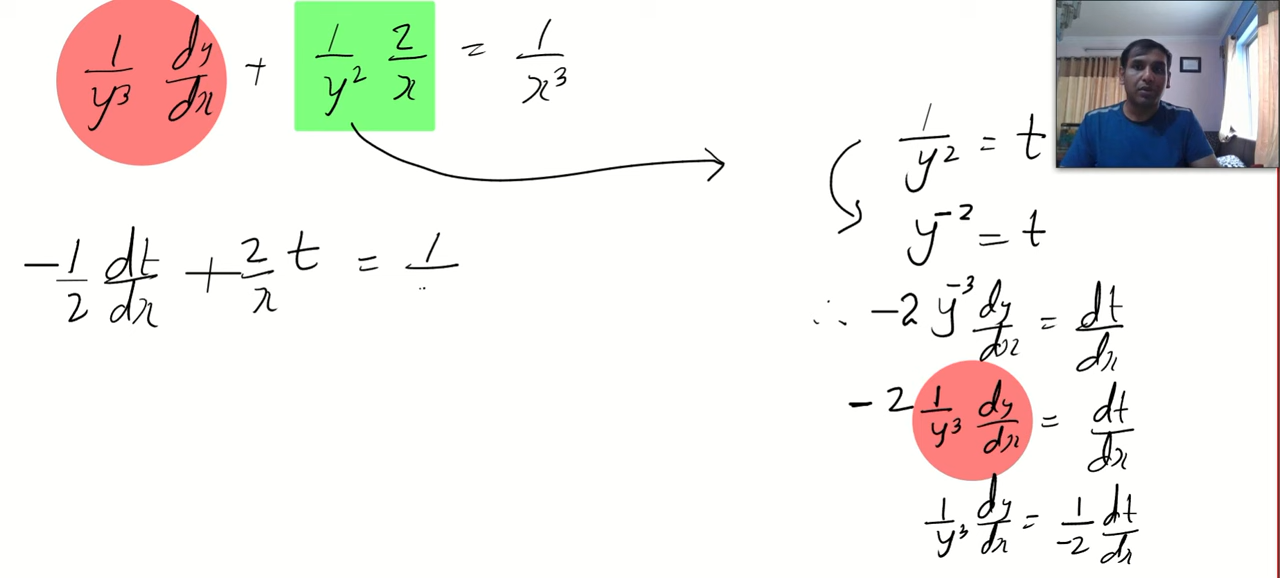 1/y³ dy/dx + 1/y² 2/x = 1/x³
-1/2 dt/dx + 2/x t = 1/
1/y² = t
y⁻² = t
∴ -2 y⁻³ dy/dx = dt/dx
-2 1/y³ dy/dx = dt/dx
1/y³ dy/dx = 1/-2 dt/dx